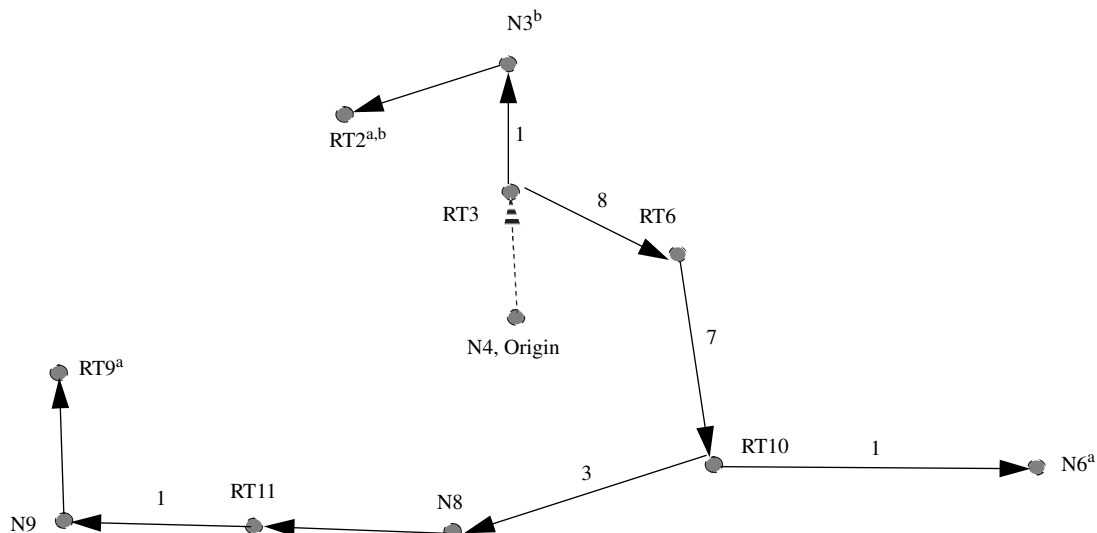 N3ᵇ
RT2ᵃ,ᵇ
1
RT3
8
RT6
N4, Origin
7
RT9ᵃ
RT10
1
N6ᵃ
3
N8
RT11
1
N9